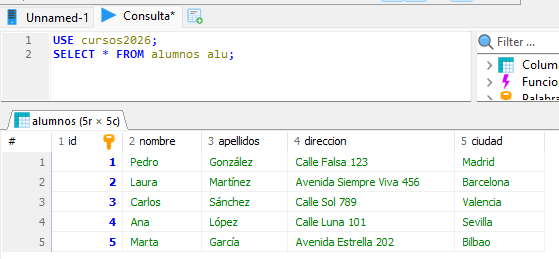 Unnamed-1 Consulta*
1 USE cursos2026;
2 SELECT * FROM alumnos alu;
Filter ...
Colum
Funcio
alumnos (5r × 5c)
# 1 id 2 nombre 3 apellidos 4 direccion 5 ciudad
1 1 Pedro González Calle Falsa 123 Madrid
2 2 Laura Martínez Avenida Siempre Viva 456 Barcelona
3 3 Carlos Sánchez Calle Sol 789 Valencia
4 4 Ana López Calle Luna 101 Sevilla
5 5 Marta García Avenida Estrella 202 Bilbao